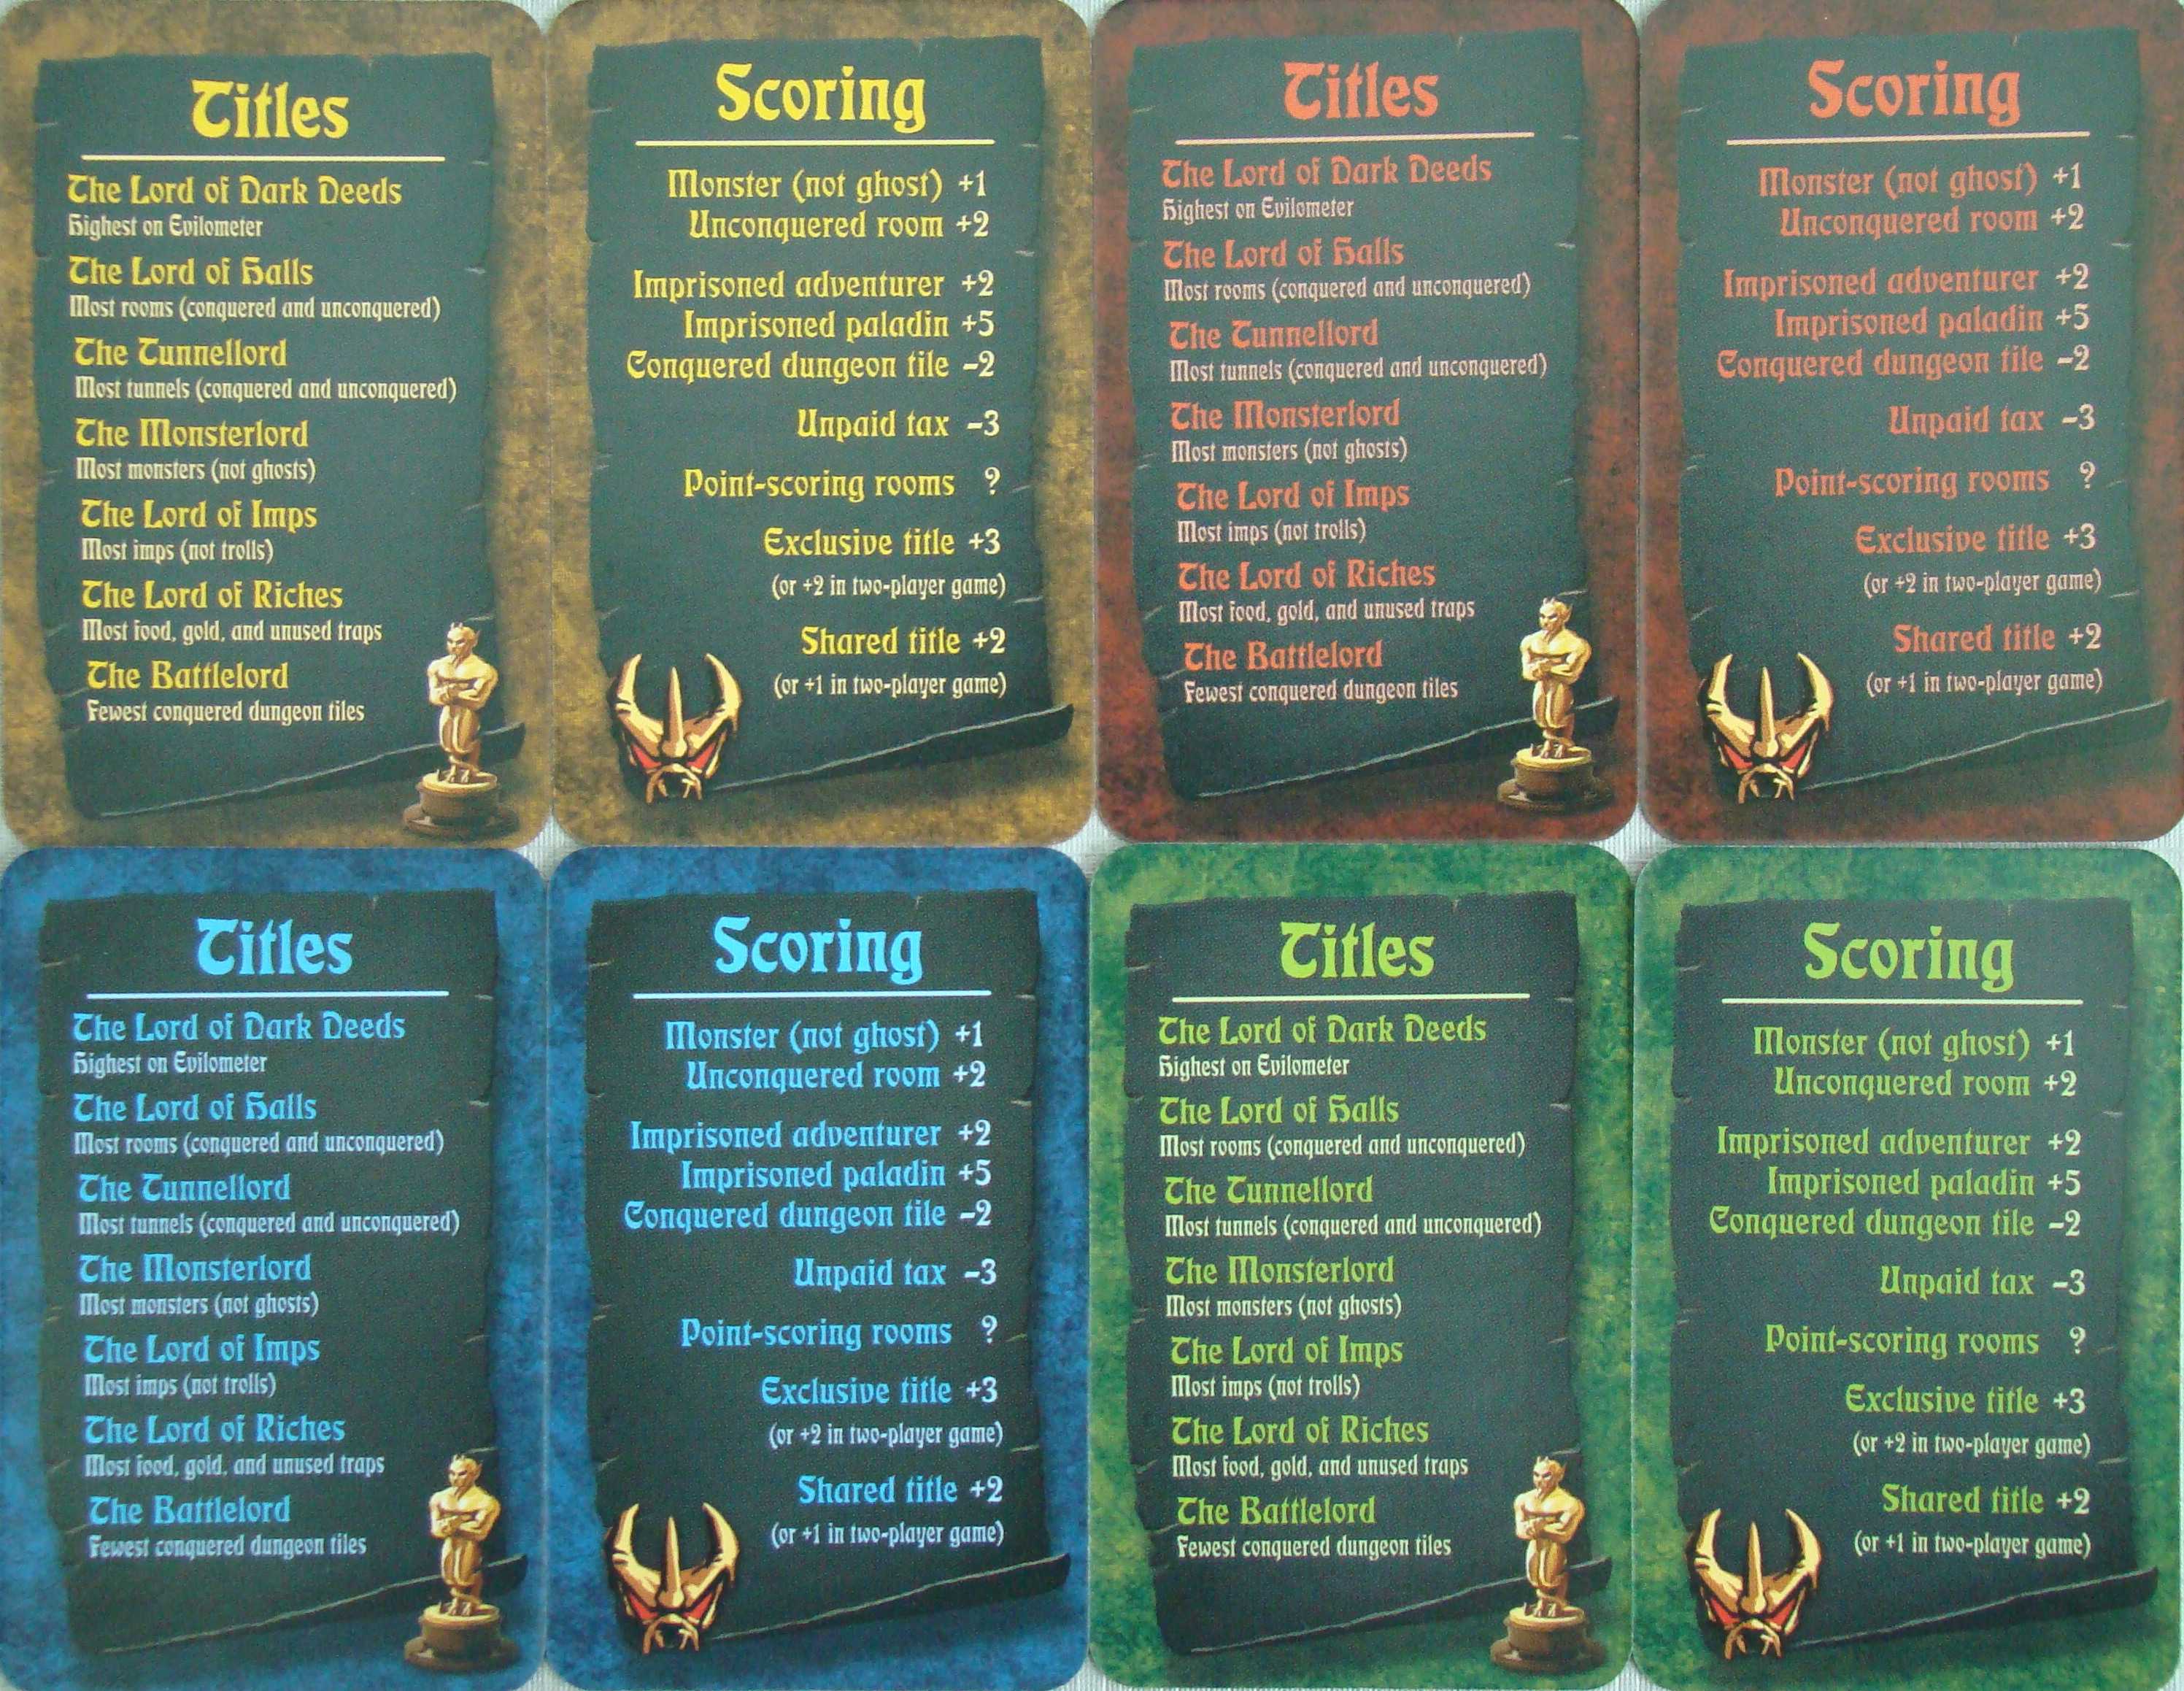 Titles
The Lord of Dark Deeds
Highest on Evilometer
The Lord of Halls
Most rooms (conquered and unconquered)
The Tunnellord
Most tunnels (conquered and unconquered)
The Monsterlord
Most monsters (not ghosts)
The Lord of Imps
Most imps (not trolls)
The Lord of Riches
Most food, gold, and unused traps
The Battlelord
Fewest conquered dungeon tiles
Scoring
Monster (not ghost) +1
Unconquered room +2
Imprisoned adventurer +2
Imprisoned paladin +5
Conquered dungeon tile -2
Unpaid tax -3
Point-scoring rooms ?
Exclusive title +3
(or +2 in two-player game)
Shared title +2
(or +1 in two-player game)
Titles
The Lord of Dark Deeds
Highest on Evilometer
The Lord of Halls
Most rooms (conquered and unconquered)
The Tunnellord
Most tunnels (conquered and unconquered)
The Monsterlord
Most monsters (not ghosts)
The Lord of Imps
Most imps (not trolls)
The Lord of Riches
Most food, gold, and unused traps
The Battlelord
Fewest conquered dungeon tiles
Scoring
Monster (not ghost) +1
Unconquered room +2
Imprisoned adventurer +2
Imprisoned paladin +5
Conquered dungeon tile -2
Unpaid tax -3
Point-scoring rooms ?
Exclusive title +3
(or +2 in two-player game)
Shared title +2
(or +1 in two-player game)
Titles
The Lord of Dark Deeds
Highest on Evilometer
The Lord of Halls
Most rooms (conquered and unconquered)
The Tunnellord
Most tunnels (conquered and unconquered)
The Monsterlord
Most monsters (not ghosts)
The Lord of Imps
Most imps (not trolls)
The Lord of Riches
Most food, gold, and unused traps
The Battlelord
Fewest conquered dungeon tiles
Scoring
Monster (not ghost) +1
Unconquered room +2
Imprisoned adventurer +2
Imprisoned paladin +5
Conquered dungeon tile -2
Unpaid tax -3
Point-scoring rooms ?
Exclusive title +3
(or +2 in two-player game)
Shared title +2
(or +1 in two-player game)
Titles
The Lord of Dark Deeds
Highest on Evilometer
The Lord of Halls
Most rooms (conquered and unconquered)
The Tunnellord
Most tunnels (conquered and unconquered)
The Monsterlord
Most monsters (not ghosts)
The Lord of Imps
Most imps (not trolls)
The Lord of Riches
Most food, gold, and unused traps
The Battlelord
Fewest conquered dungeon tiles
Scoring
Monster (not ghost) +1
Unconquered room +2
Imprisoned adventurer +2
Imprisoned paladin +5
Conquered dungeon tile -2
Unpaid tax -3
Point-scoring rooms ?
Exclusive title +3
(or +2 in two-player game)
Shared title +2
(or +1 in two-player game)